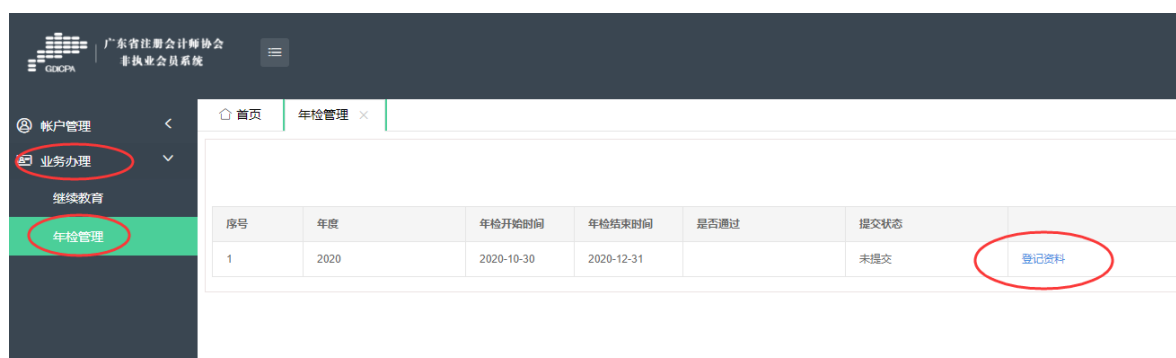 广东省注册会计师协会
非执业会员系统
GDICPA
帐户管理
业务办理
继续教育
年检管理
首页 年检管理
序号 年度 年检开始时间 年检结束时间 是否通过 提交状态
1 2020 2020-10-30 2020-12-31 未提交 登记资料